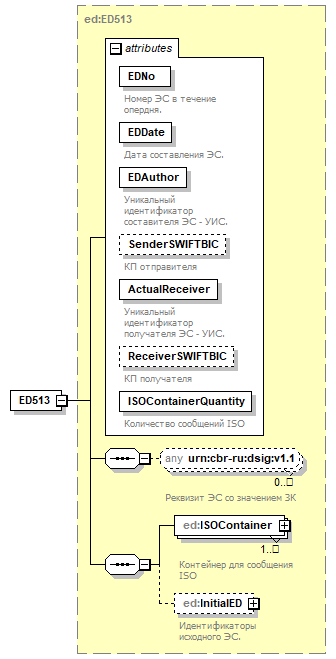 ed:ED513
attributes
EDNo
Номер ЭС в течение
опердня.
EDDate
Дата составления ЭС.
EDAuthor
Уникальный
идентификатор
составителя ЭС - УИС.
SenderSWIFTBIC
КП отправителя
ActualReceiver
Уникальный
идентификатор
получателя ЭС - УИС.
ReceiverSWIFTBIC
КП получателя
ISOContainerQuantity
Количество сообщений ISO
ED513
any urn:cbr-ru:dsig:v1.1
0..
Реквизит ЭС со значением ЗК
ed:ISOContainer
1..
Контейнер для сообщения
ISO
ed:InitialED
Идентификаторы
исходного ЭС.